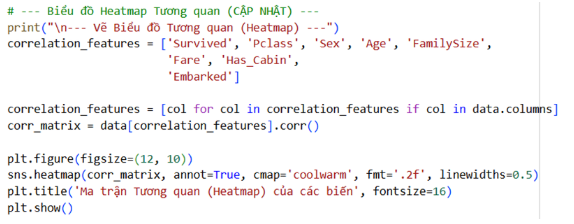 # --- Biểu đồ Heatmap Tương quan (CẬP NHẬT) ---
print("\n--- Vẽ Biểu đồ Tương quan (Heatmap) ---")
correlation_features = ['Survived', 'Pclass', 'Sex', 'Age', 'FamilySize',
'Fare', 'Has_Cabin',
'Embarked']
correlation_features = [col for col in correlation_features if col in data.columns]
corr_matrix = data[correlation_features].corr()
plt.figure(figsize=(12, 10))
sns.heatmap(corr_matrix, annot=True, cmap='coolwarm', fmt='.2f', linewidths=0.5)
plt.title('Ma trận Tương quan (Heatmap) của các biến', fontsize=16)
plt.show()